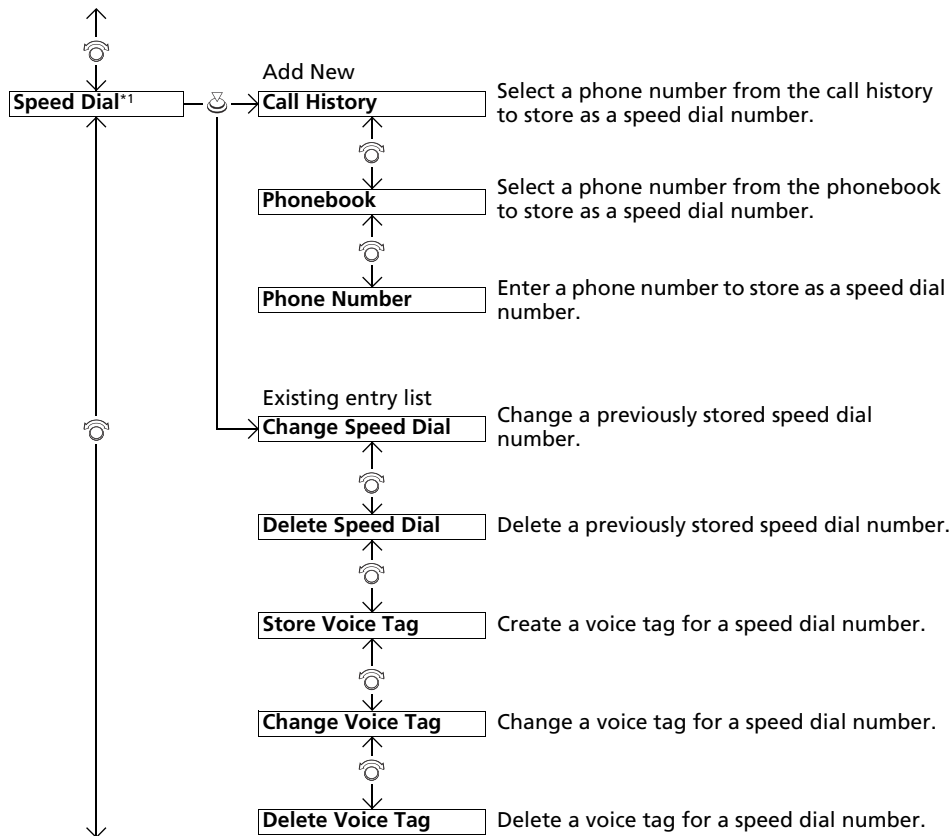 Add New
Speed Dial*1
Call History
Select a phone number from the call history
to store as a speed dial number.
Phonebook
Select a phone number from the phonebook
to store as a speed dial number.
Phone Number
Enter a phone number to store as a speed dial
number.
Existing entry list
Change Speed Dial
Change a previously stored speed dial
number.
Delete Speed Dial
Delete a previously stored speed dial number.
Store Voice Tag
Create a voice tag for a speed dial number.
Change Voice Tag
Change a voice tag for a speed dial number.
Delete Voice Tag
Delete a voice tag for a speed dial number.